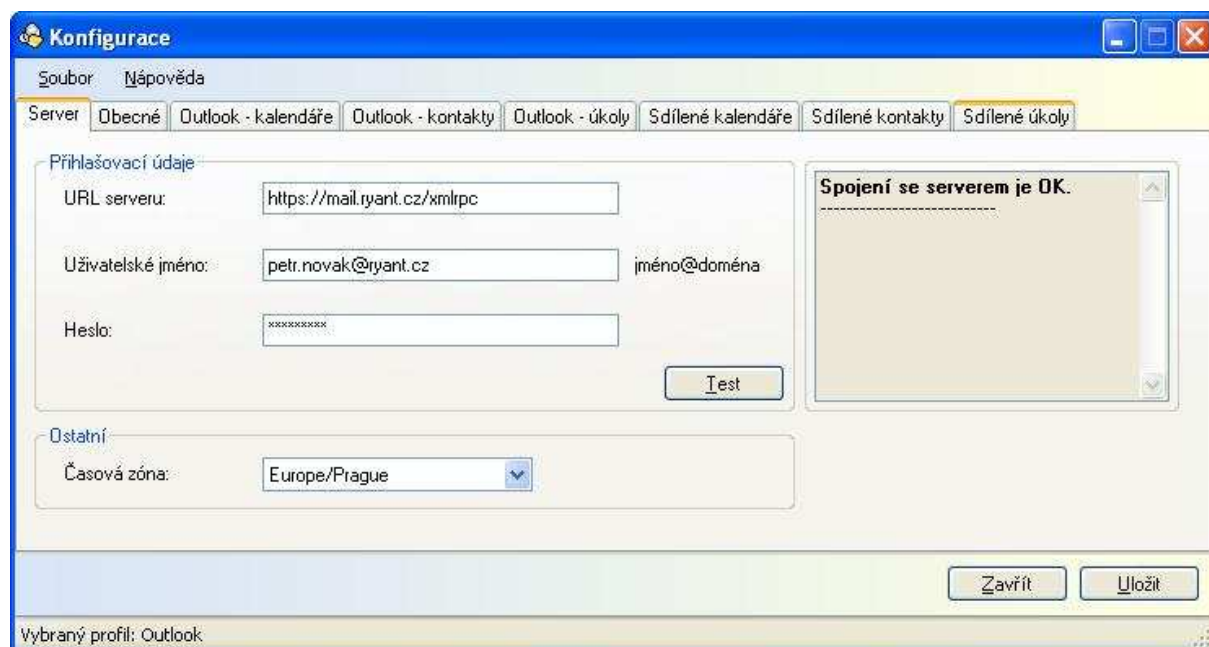 Konfigurace
Soubor Nápověda
Server Obecné Outlook - kalendáře Outlook - kontakty Outlook - úkoly Sdílené kalendáře Sdílené kontakty Sdílené úkoly
Přihlašovací údaje
URL serveru: https://mail.ryant.cz/xmlrpc
Uživatelské jméno: petr.novak@ryant.cz jméno@doména
Heslo: *********
Test
Spojení se serverem je OK.
--------------------------
Ostatní
Časová zóna: Europe/Prague
Zavřít Uložit
Vybraný profil: Outlook